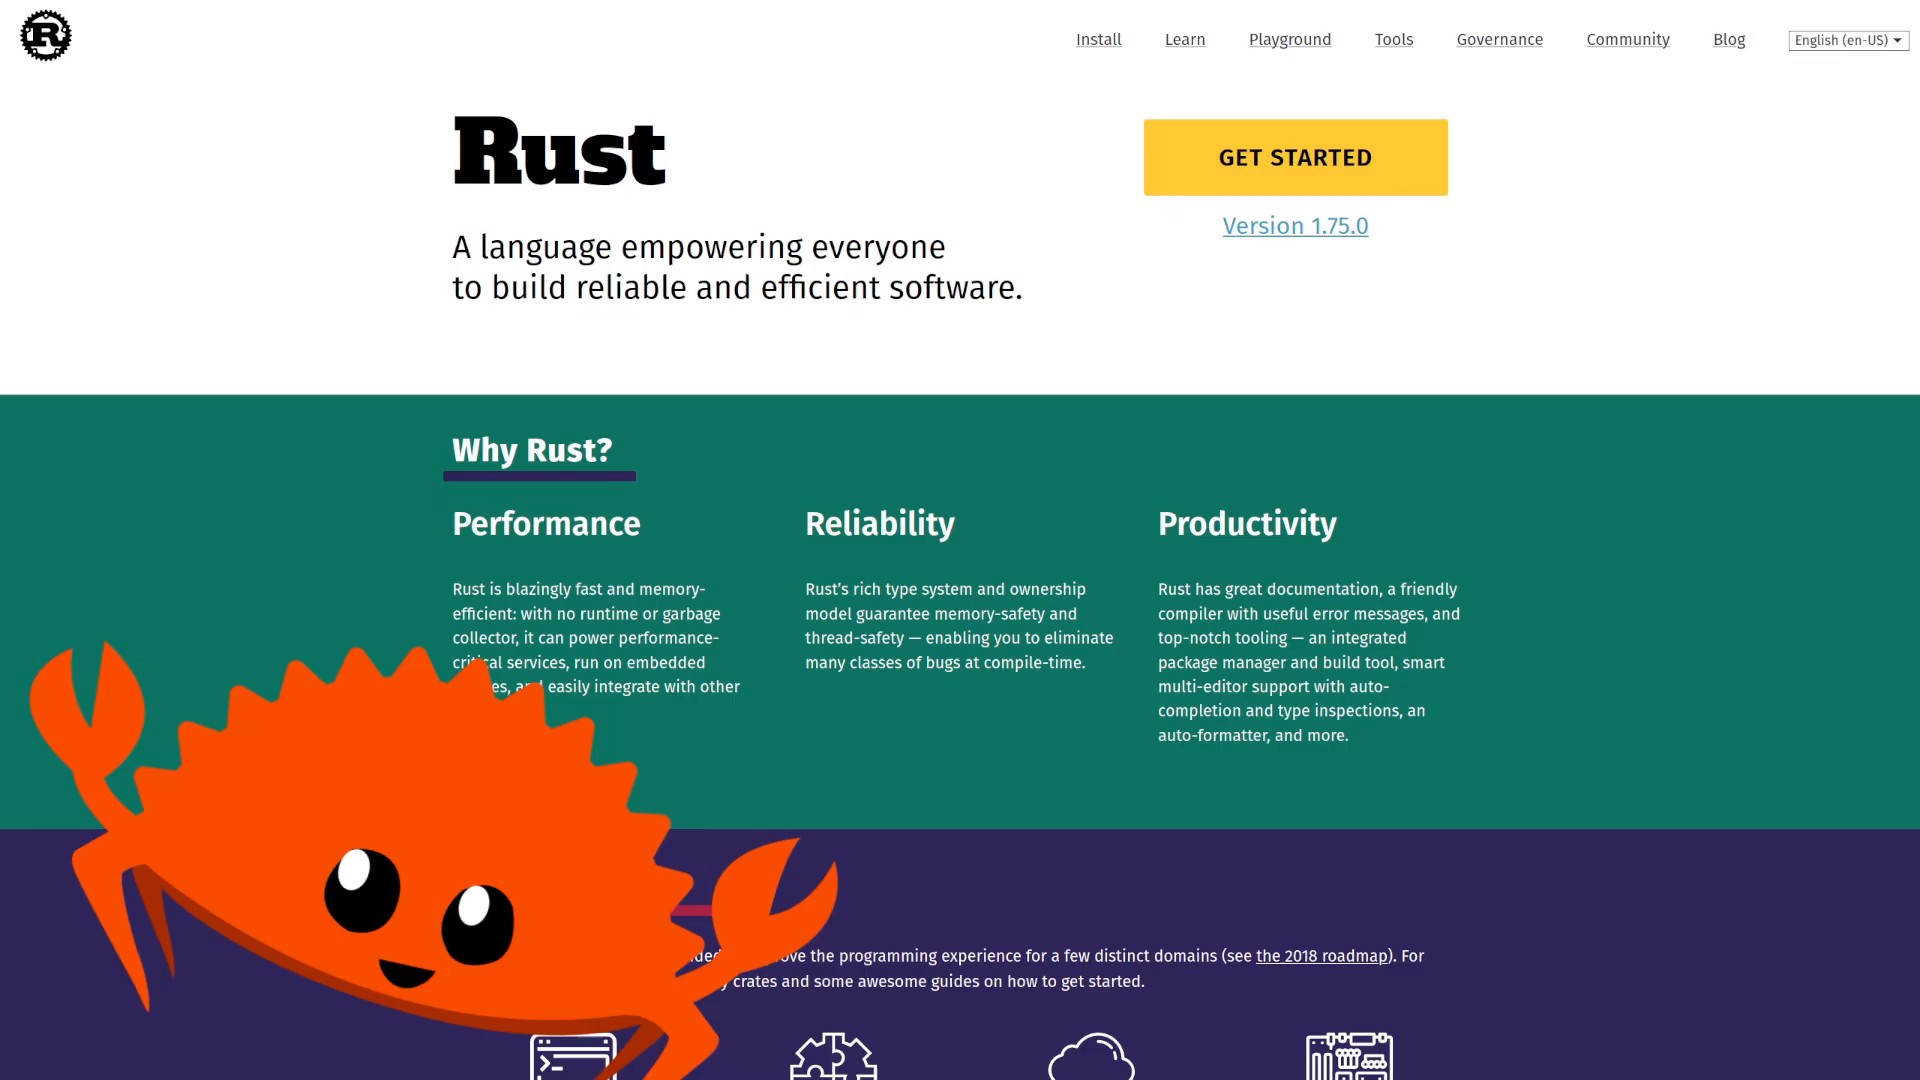 R
Install Learn Playground Tools Governance Community Blog English (en-US)
Rust
A language empowering everyone
to build reliable and efficient software.
GET STARTED
Version 1.75.0
Why Rust?
Performance
Rust is blazingly fast and memory-
efficient: with no runtime or garbage
collector, it can power performance-
critical services, run on embedded
and easily integrate with other
Reliability
Rust’s rich type system and ownership
model guarantee memory-safety and
thread-safety — enabling you to eliminate
many classes of bugs at compile-time.
Productivity
Rust has great documentation, a friendly
compiler with useful error messages, and
top-notch tooling — an integrated
package manager and build tool, smart
multi-editor support with auto-
completion and type inspections, an
auto-formatter, and more.
the programming experience for a few distinct domains (see the 2018 roadmap). For
crates and some awesome guides on how to get started.